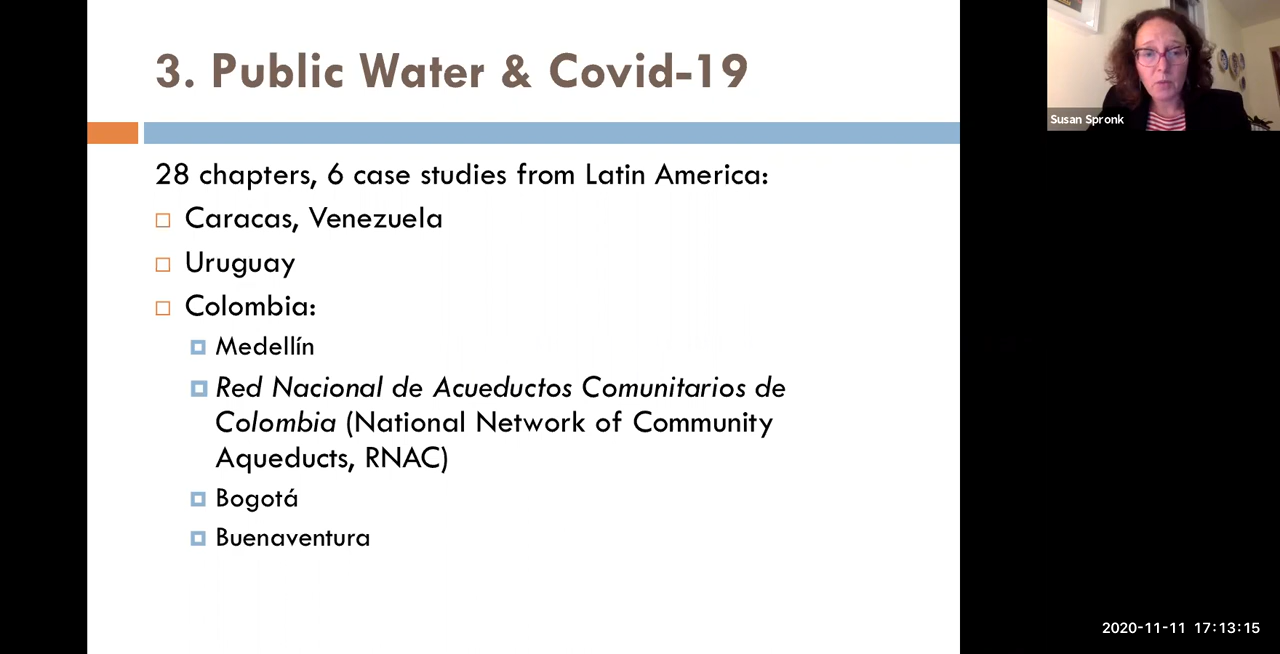 3. Public Water & Covid-19
28 chapters, 6 case studies from Latin America:
Caracas, Venezuela
Uruguay
Colombia:
Medellín
Red Nacional de Acueductos Comunitarios de
Colombia (National Network of Community
Aqueducts, RNAC)
Bogotá
Buenaventura
Susan Spronk
2020-11-11 17:13:15